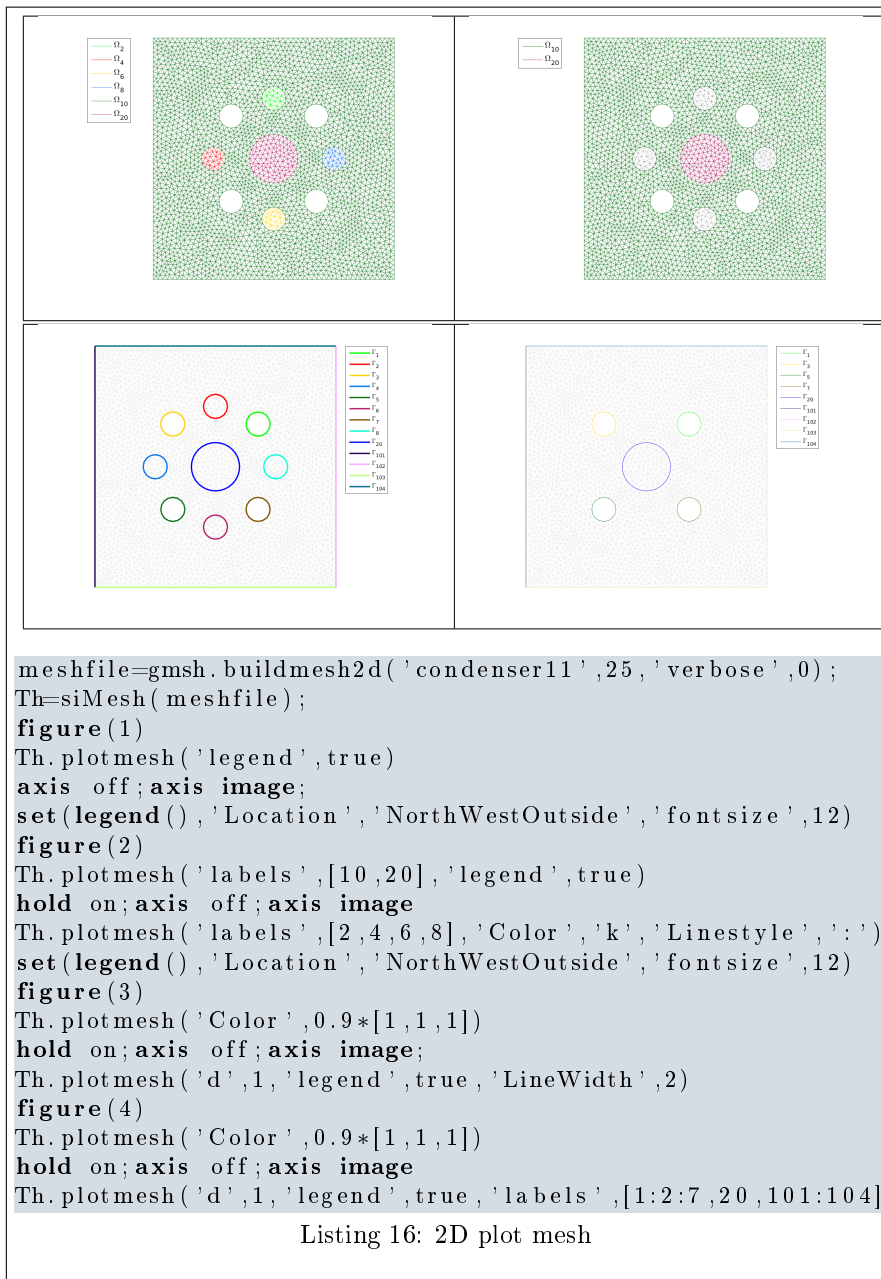 Ω2
Ω4
Ω6
Ω8
Ω10
Ω20
Ω10
Ω20
Γ1
Γ2
Γ3
Γ4
Γ5
Γ6
Γ7
Γ8
Γ20
Γ101
Γ102
Γ103
Γ104
Γ1
Γ3
Γ5
Γ7
Γ20
Γ101
Γ102
Γ103
Γ104
meshfile=gmsh.buildmesh2d('condenser11',25,'verbose',0);
Th=siMesh(meshfile);
figure(1)
Th.plotmesh('legend',true)
axis off;axis image;
set(legend(),'Location','NorthWestOutside','fontsize',12)
figure(2)
Th.plotmesh('labels',[10,20],'legend',true)
hold on;axis off;axis image
Th.plotmesh('labels',[2,4,6,8],'Color','k','Linestyle',':')
set(legend(),'Location','NorthWestOutside','fontsize',12)
figure(3)
Th.plotmesh('Color',0.9*[1,1,1])
hold on;axis off;axis image;
Th.plotmesh('d',1,'legend',true,'LineWidth',2)
figure(4)
Th.plotmesh('Color',0.9*[1,1,1])
hold on;axis off;axis image
Th.plotmesh('d',1,'legend',true,'labels',[1:2:7,20,101:104]
Listing 16: 2D plot mesh